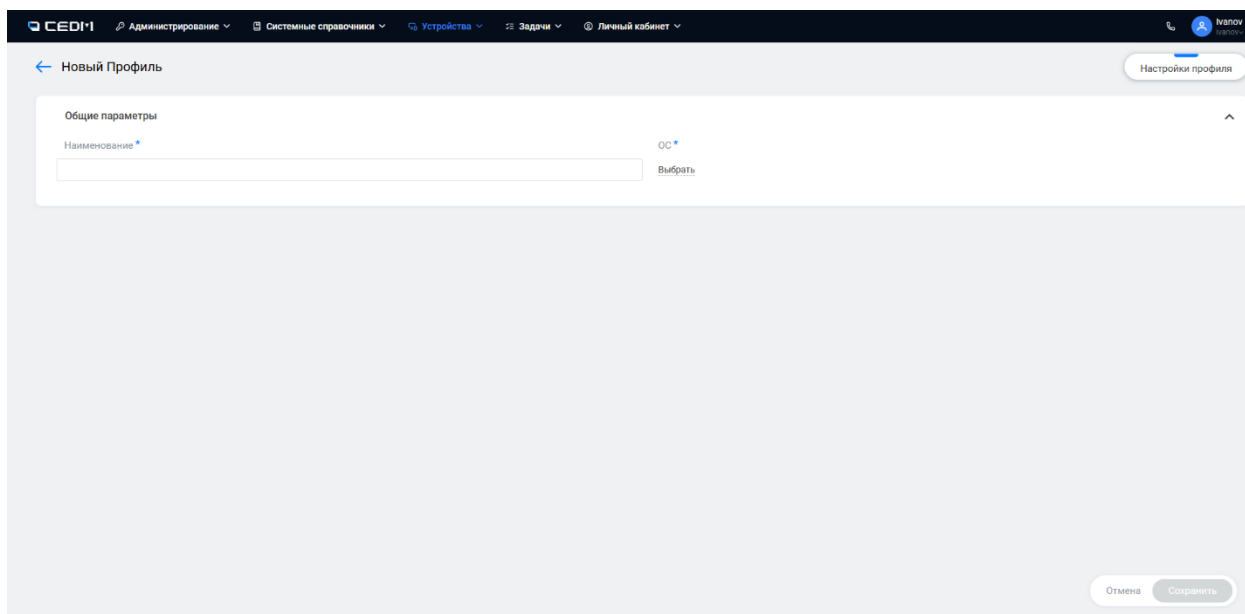 CEDM Администрирование Системные справочники Устройства Задачи Личный кабинет Ivanov
Ivanov
Новый Профиль Настройки профиля
Общие параметры
Наименование * ОС *
Выбрать
Отмена Сохранить